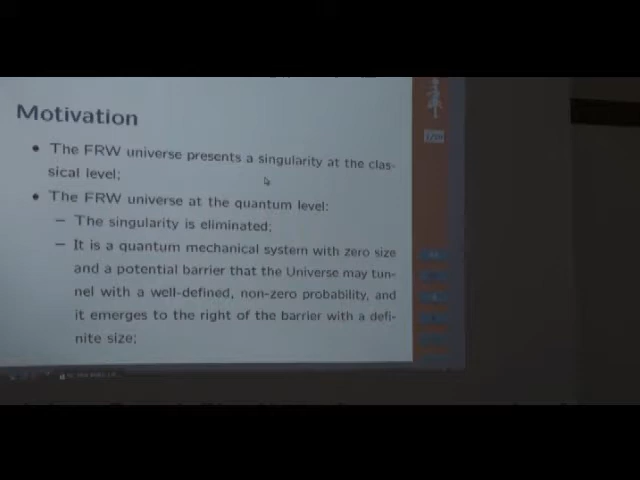 Motivation
• The FRW universe presents a singularity at the clas-
sical level;
• The FRW universe at the quantum level:
– The singularity is eliminated;
– It is a quantum mechanical system with zero size
and a potential barrier that the Universe may tun-
nel with a well-defined, non-zero probability, and
it emerges to the right of the barrier with a defi-
nite size;